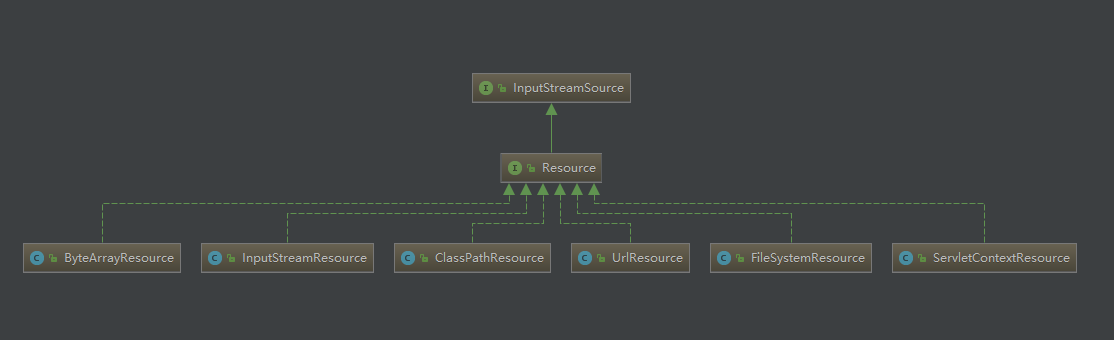 I InputStreamSource
I Resource
C ByteArrayResource
C InputStreamResource
C ClassPathResource
C UrlResource
C FileSystemResource
C ServletContextResource